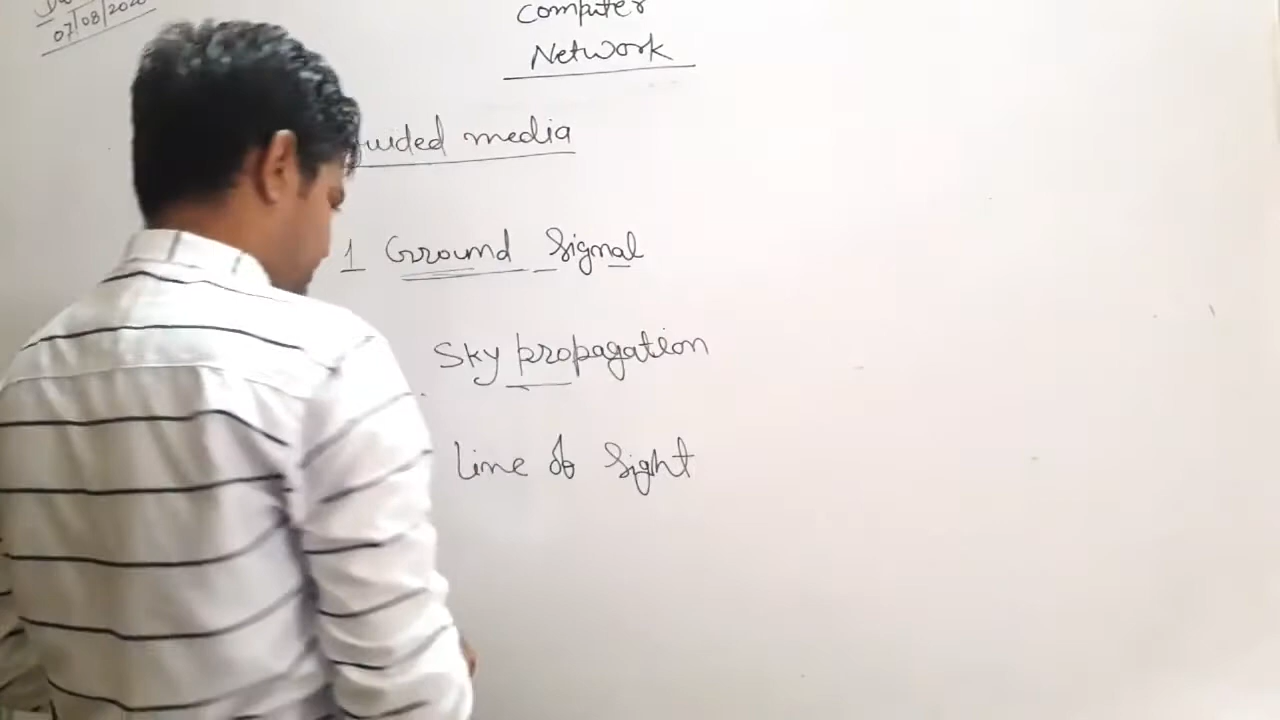 07/08/2020
Computer
Network
uided media
1 Ground Signal
Sky propagation
Line of Sight